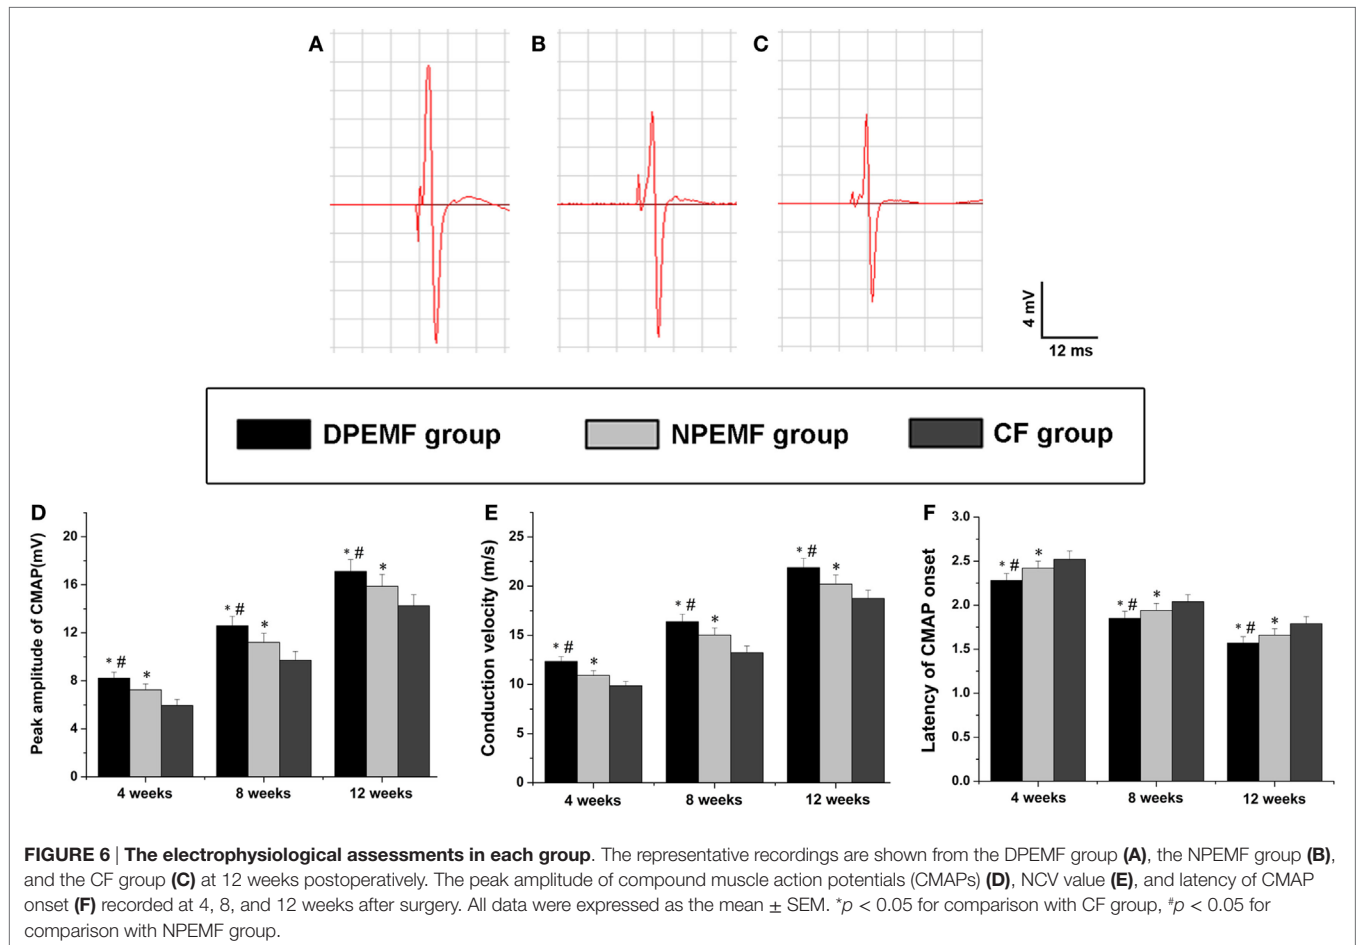 A
B
C
4 mV
12 ms
DPEMF group
NPEMF group
CF group
D
Peak amplitude of CMAP(mV)
20
16
12
8
4
0
* #
*
* #
*
* #
*
4 weeks
8 weeks
12 weeks
E
Conduction velocity (m/s)
25
20
15
10
5
0
* #
*
* #
*
* #
*
4 weeks
8 weeks
12 weeks
F
Latency of CMAP onset
3.0
2.5
2.0
1.5
1.0
0.5
0.0
* #
*
* #
*
* #
*
4 weeks
8 weeks
12 weeks
FIGURE 6 | The electrophysiological assessments in each group. The representative recordings are shown from the DPEMF group (A), the NPEMF group (B),
and the CF group (C) at 12 weeks postoperatively. The peak amplitude of compound muscle action potentials (CMAPs) (D), NCV value (E), and latency of CMAP
onset (F) recorded at 4, 8, and 12 weeks after surgery. All data were expressed as the mean ± SEM. *p < 0.05 for comparison with CF group, #p < 0.05 for
comparison with NPEMF group.